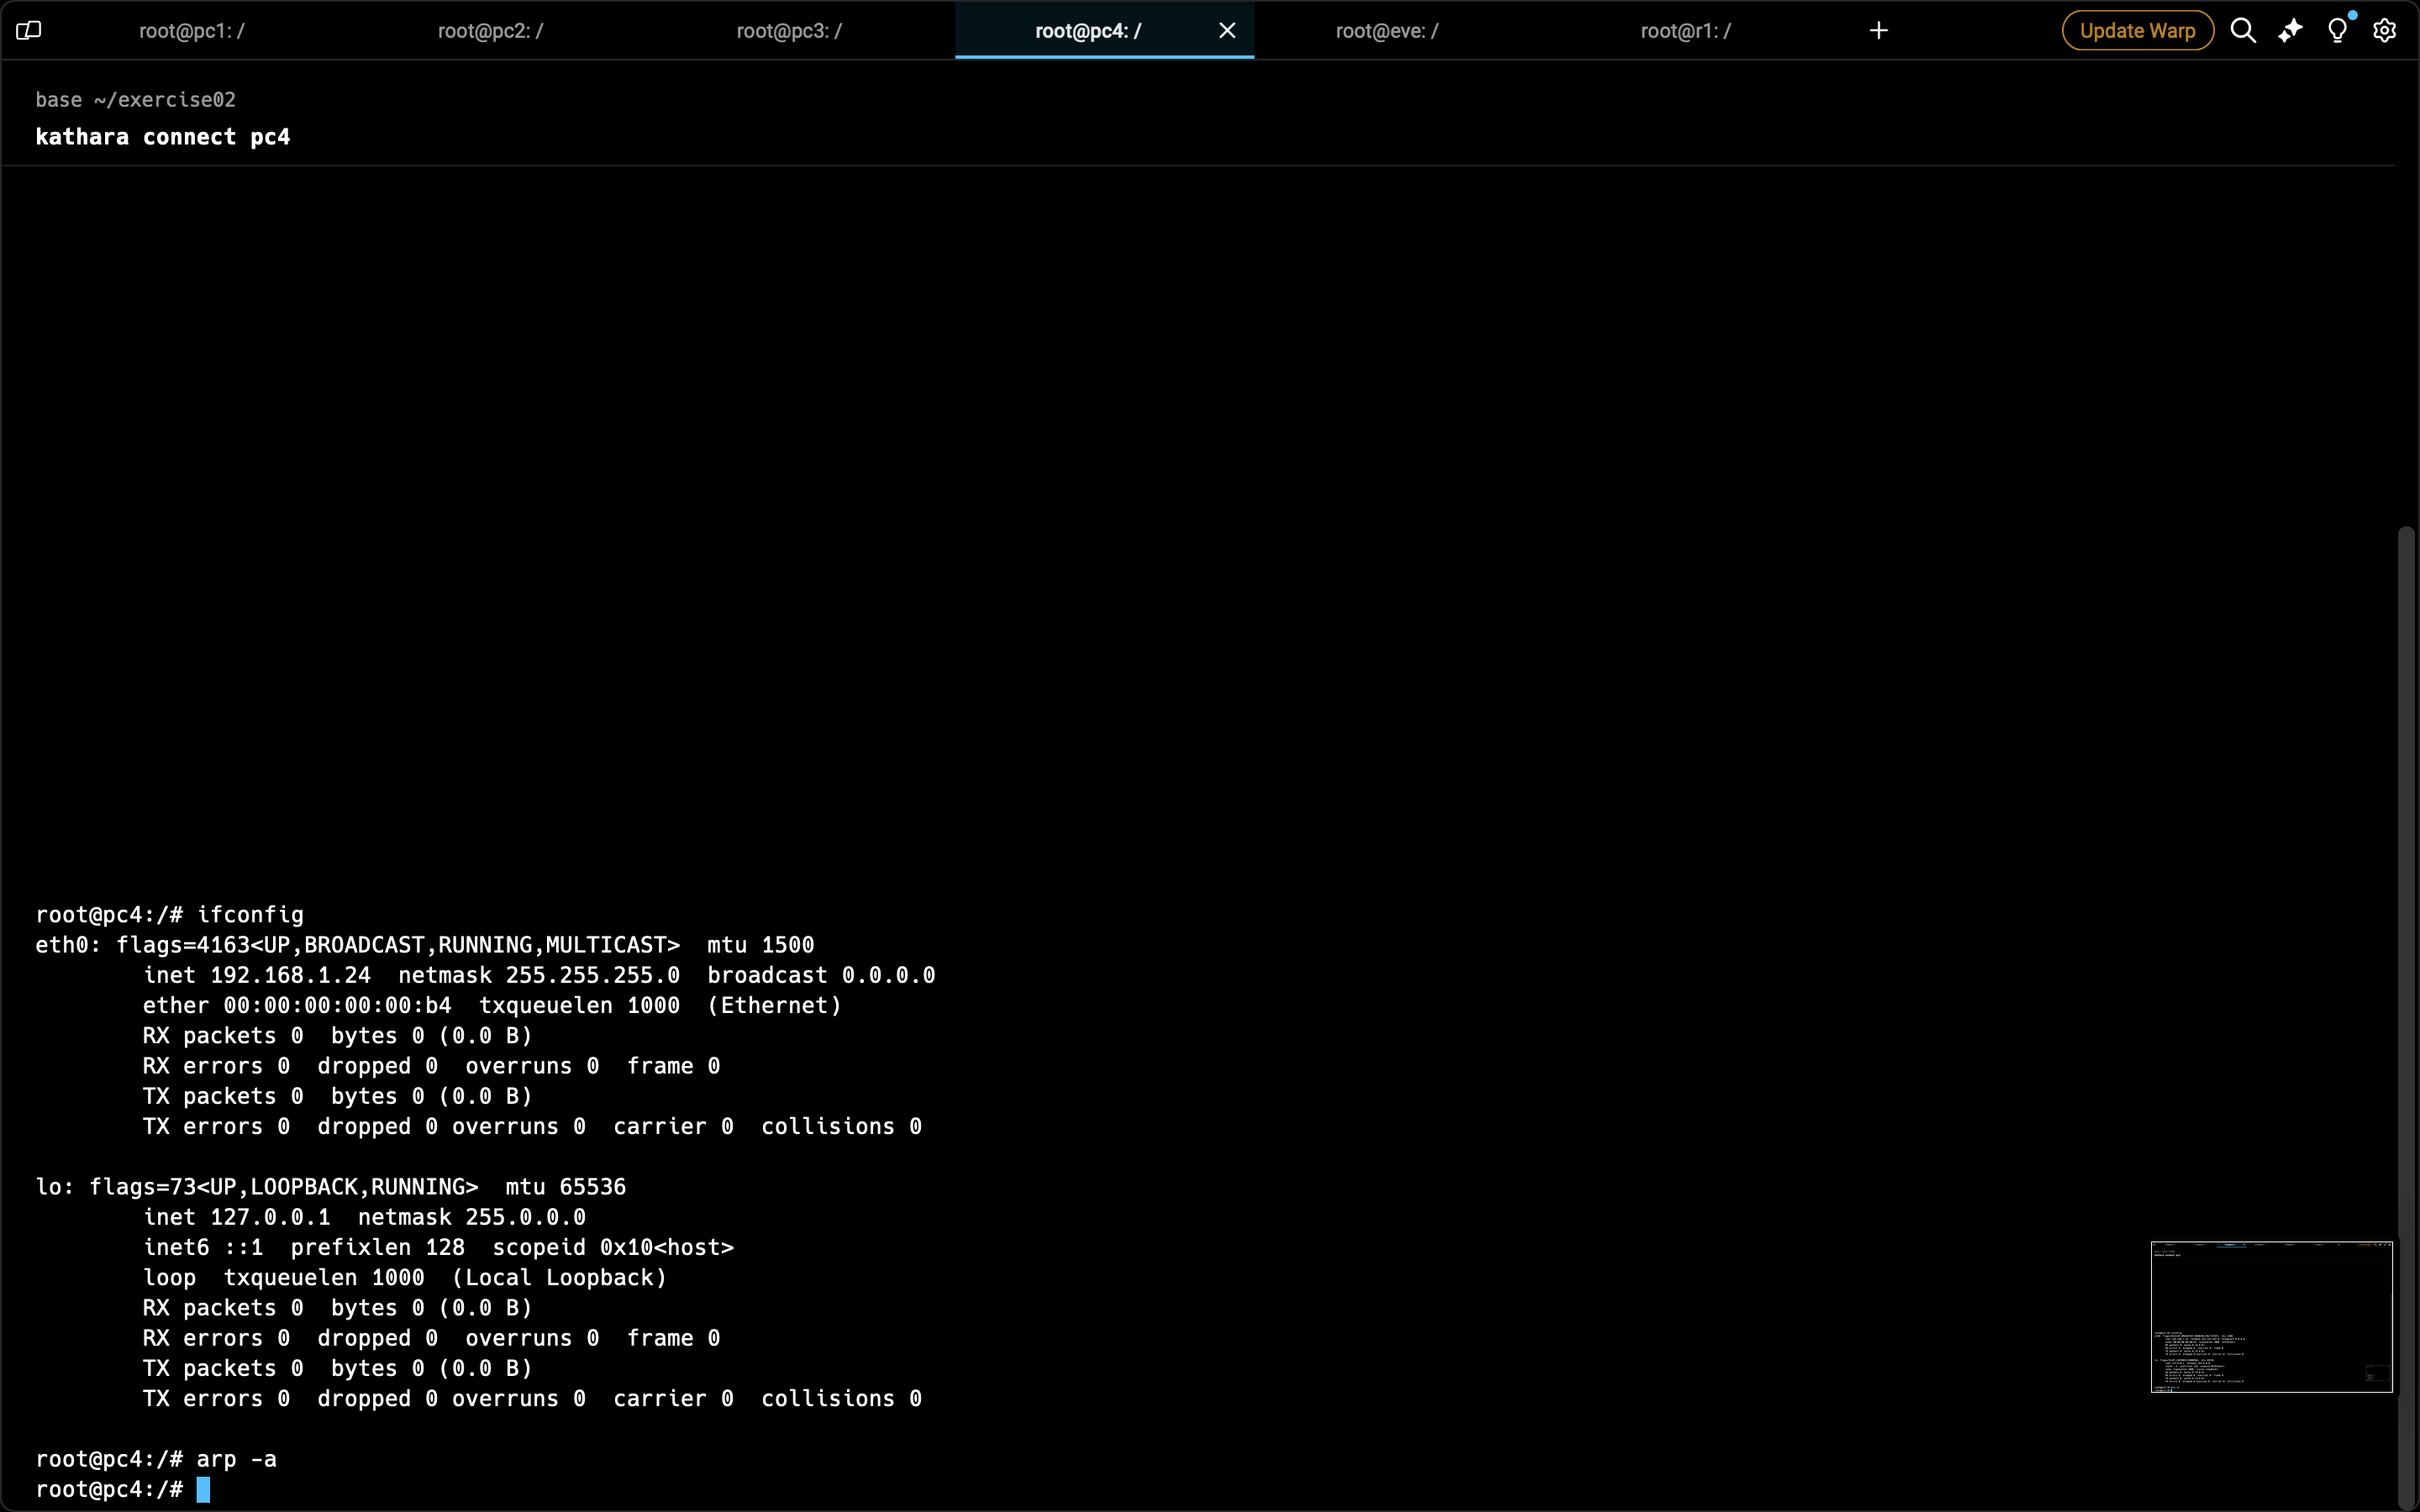 root@pc1: /
root@pc2: /
root@pc3: /
root@pc4: /
root@eve: /
root@r1: /
Update Warp
base ~/exercise02
kathara connect pc4
root@pc4:/# ifconfig
eth0: flags=4163<UP,BROADCAST,RUNNING,MULTICAST>  mtu 1500
        inet 192.168.1.24  netmask 255.255.255.0  broadcast 0.0.0.0
        ether 00:00:00:00:00:b4  txqueuelen 1000  (Ethernet)
        RX packets 0  bytes 0 (0.0 B)
        RX errors 0  dropped 0  overruns 0  frame 0
        TX packets 0  bytes 0 (0.0 B)
        TX errors 0  dropped 0 overruns 0  carrier 0  collisions 0
lo: flags=73<UP,LOOPBACK,RUNNING>  mtu 65536
        inet 127.0.0.1  netmask 255.0.0.0
        inet6 ::1  prefixlen 128  scopeid 0x10<host>
        loop  txqueuelen 1000  (Local Loopback)
        RX packets 0  bytes 0 (0.0 B)
        RX errors 0  dropped 0  overruns 0  frame 0
        TX packets 0  bytes 0 (0.0 B)
        TX errors 0  dropped 0 overruns 0  carrier 0  collisions 0
root@pc4:/# arp -a
root@pc4:/#